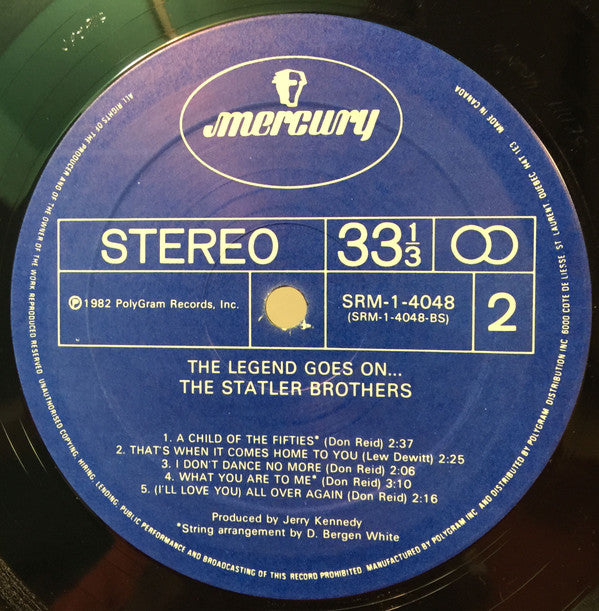 mercury
STEREO
33 1/3
℗ 1982 PolyGram Records, Inc.
SRM-1-4048
(SRM-1-4048-BS)
2
THE LEGEND GOES ON...
THE STATLER BROTHERS
1. A CHILD OF THE FIFTIES* (Don Reid) 2:37
2. THAT'S WHEN IT COMES HOME TO YOU (Lew Dewitt) 2:25
3. I DON'T DANCE NO MORE (Don Reid) 2:06
4. WHAT YOU ARE TO ME* (Don Reid) 3:10
5. (I'LL LOVE YOU) ALL OVER AGAIN (Don Reid) 2:16
Produced by Jerry Kennedy
*String arrangement by D. Bergen White
ALL RIGHTS OF THE PRODUCER AND OF THE OWNER OF THE WORK REPRODUCED RESERVED UNAUTHORISED COPYING, HIRING, LENDING, PUBLIC PERFORMANCE AND BROADCASTING OF THIS RECORD PROHIBITED. MANUFACTURED BY POLYGRAM INC AND DISTRIBUTED BY POLYGRAM DISTRIBUTION INC 6000 COTE DE LIESSE ST LAURENT QUEBEC H4T 1E3 MADE IN CANADA